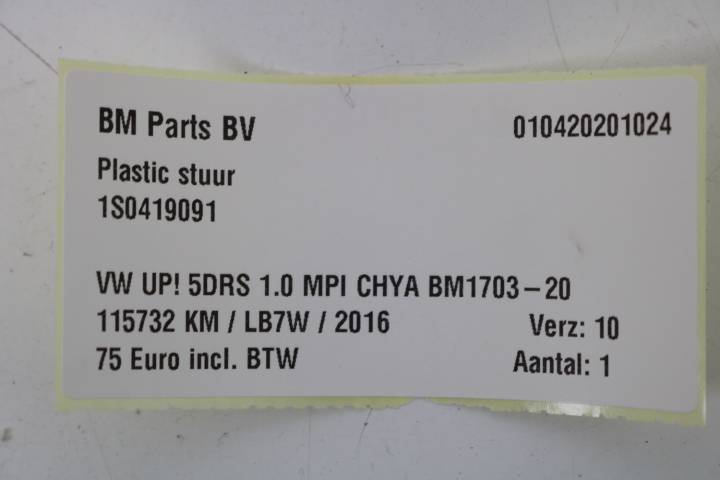 BM Parts BV 010420201024
Plastic stuur
1S0419091
VW UP! 5DRS 1.0 MPI CHYA BM1703-20
115732 KM / LB7W / 2016 Verz: 10
75 Euro incl. BTW Aantal: 1